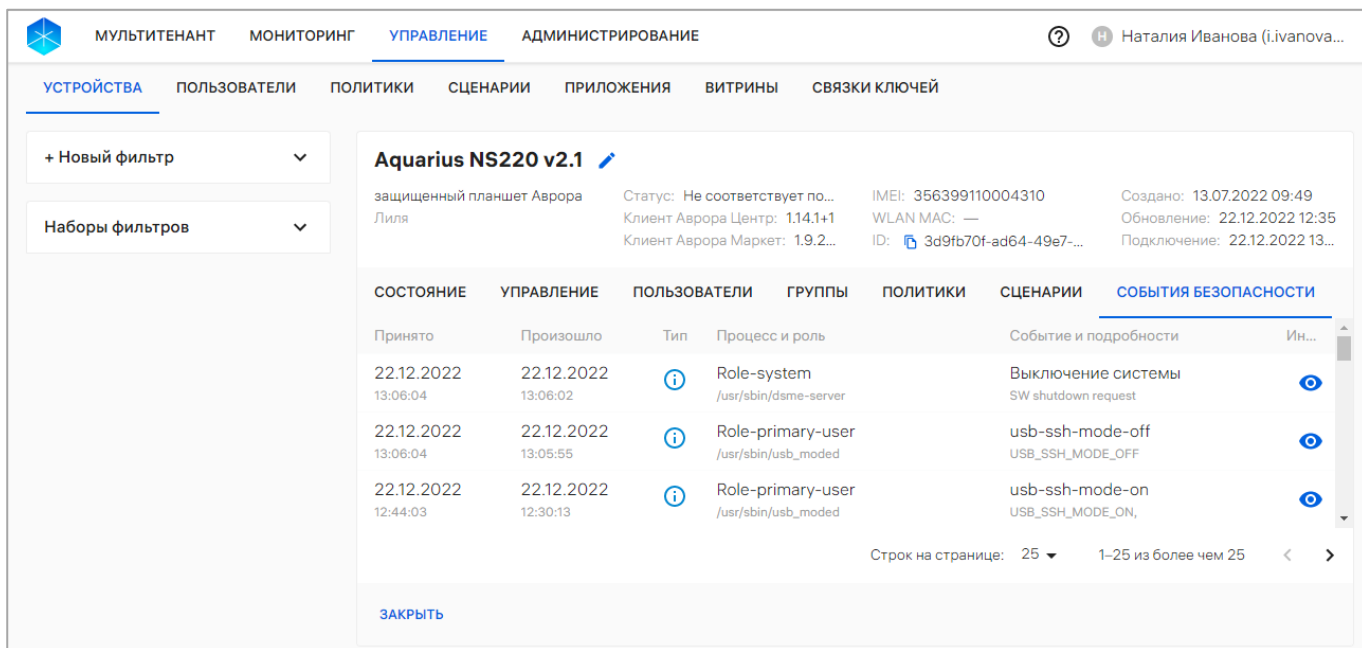 МУЛЬТИТЕНАНТ МОНИТОРИНГ УПРАВЛЕНИЕ АДМИНИСТРИРОВАНИЕ Н Наталия Иванова (i.ivanova...
УСТРОЙСТВА ПОЛЬЗОВАТЕЛИ ПОЛИТИКИ СЦЕНАРИИ ПРИЛОЖЕНИЯ ВИТРИНЫ СВЯЗКИ КЛЮЧЕЙ
+ Новый фильтр
Наборы фильтров
Aquarius NS220 v2.1
защищенный планшет Аврора Статус: Не соответствует по... IMEI: 356399110004310 Создано: 13.07.2022 09:49
Лиля Клиент Аврора Центр: 1.14.1+1 WLAN MAC: — Обновление: 22.12.2022 12:35
Клиент Аврора Маркет: 1.9.2... ID: 3d9fb70f-ad64-49e7-... Подключение: 22.12.2022 13...
СОСТОЯНИЕ УПРАВЛЕНИЕ ПОЛЬЗОВАТЕЛИ ГРУППЫ ПОЛИТИКИ СЦЕНАРИИ СОБЫТИЯ БЕЗОПАСНОСТИ
Принято Произошло Тип Процесс и роль Событие и подробности Ин...
22.12.2022 22.12.2022 Role-system Выключение системы
13:06:04 13:06:02 /usr/sbin/dsme-server SW shutdown request
22.12.2022 22.12.2022 Role-primary-user usb-ssh-mode-off
13:06:04 13:05:55 /usr/sbin/usb_moded USB_SSH_MODE_OFF
22.12.2022 22.12.2022 Role-primary-user usb-ssh-mode-on
12:44:03 12:30:13 /usr/sbin/usb_moded USB_SSH_MODE_ON,
Строк на странице: 25 1–25 из более чем 25
ЗАКРЫТЬ